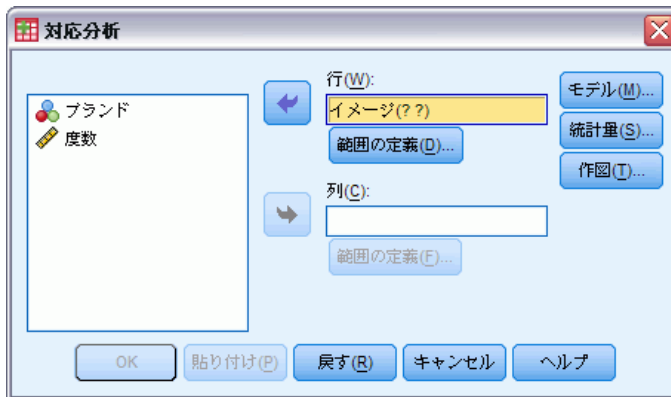 対応分析
ブランド
度数
行(W):
イメージ(? ?)
範囲の定義(D)...
列(C):
範囲の定義(F)...
モデル(M)...
統計量(S)...
作図(T)...
OK
貼り付け(P)
戻す(R)
キャンセル
ヘルプ